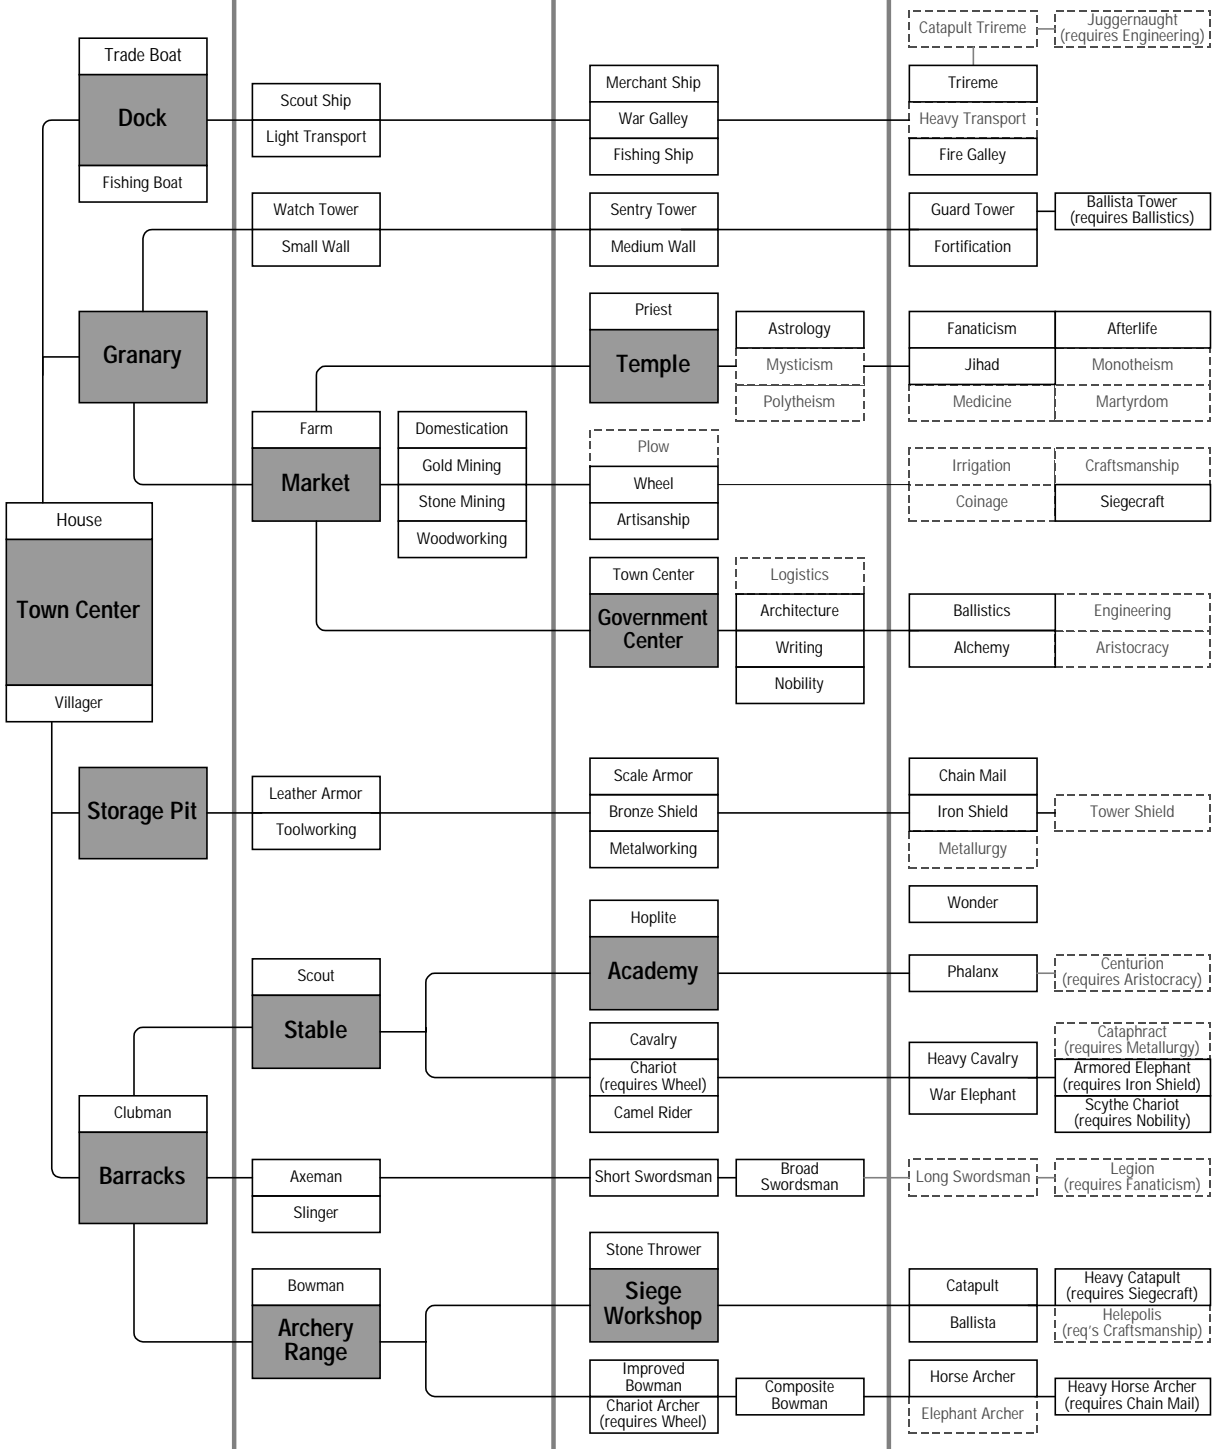 Catapult Trireme
Juggernaught
(requires Engineering)
Trade Boat
Dock
Fishing Boat
Scout Ship
Light Transport
Merchant Ship
War Galley
Fishing Ship
Trireme
Heavy Transport
Fire Galley
Watch Tower
Small Wall
Sentry Tower
Medium Wall
Guard Tower
Fortification
Ballista Tower
(requires Ballistics)
Granary
Priest
Temple
Astrology
Mysticism
Polytheism
Fanaticism
Jihad
Medicine
Afterlife
Monotheism
Martyrdom
Farm
Market
Domestication
Gold Mining
Stone Mining
Woodworking
Plow
Wheel
Artisanship
Irrigation
Coinage
Craftsmanship
Siegecraft
House
Town Center
Villager
Town Center
Government
Center
Logistics
Architecture
Writing
Nobility
Ballistics
Alchemy
Engineering
Aristocracy
Storage Pit
Leather Armor
Toolworking
Scale Armor
Bronze Shield
Metalworking
Chain Mail
Iron Shield
Metallurgy
Tower Shield
Wonder
Scout
Stable
Hoplite
Academy
Phalanx
Centurion
(requires Aristocracy)
Cavalry
Chariot
(requires Wheel)
Camel Rider
Heavy Cavalry
War Elephant
Cataphract
(requires Metallurgy)
Armored Elephant
(requires Iron Shield)
Scythe Chariot
(requires Nobility)
Clubman
Barracks
Axeman
Slinger
Short Swordsman
Broad
Swordsman
Long Swordsman
Legion
(requires Fanaticism)
Bowman
Archery
Range
Stone Thrower
Siege
Workshop
Catapult
Ballista
Heavy Catapult
(requires Siegecraft)
Helepolis
(req's Craftsmanship)
Improved
Bowman
Chariot Archer
(requires Wheel)
Composite
Bowman
Horse Archer
Elephant Archer
Heavy Horse Archer
(requires Chain Mail)